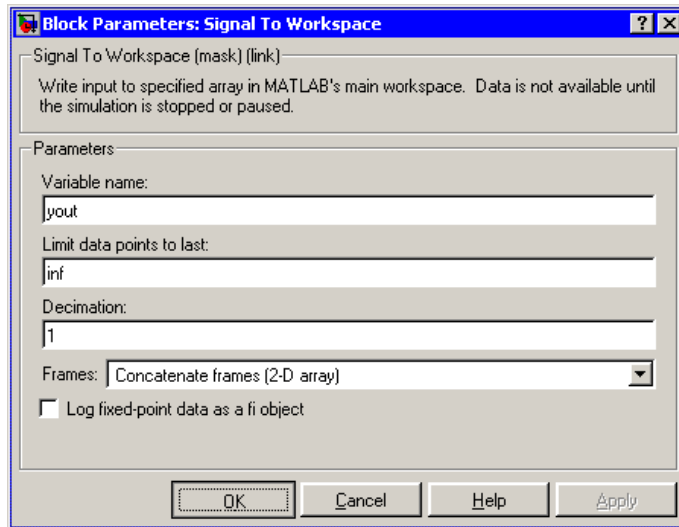 Block Parameters: Signal To Workspace
Signal To Workspace (mask) (link)
Write input to specified array in MATLAB's main workspace. Data is not available until
the simulation is stopped or paused.
Parameters
Variable name:
yout
Limit data points to last:
inf
Decimation:
1
Frames: Concatenate frames (2-D array)
Log fixed-point data as a fi object
OK Cancel Help Apply